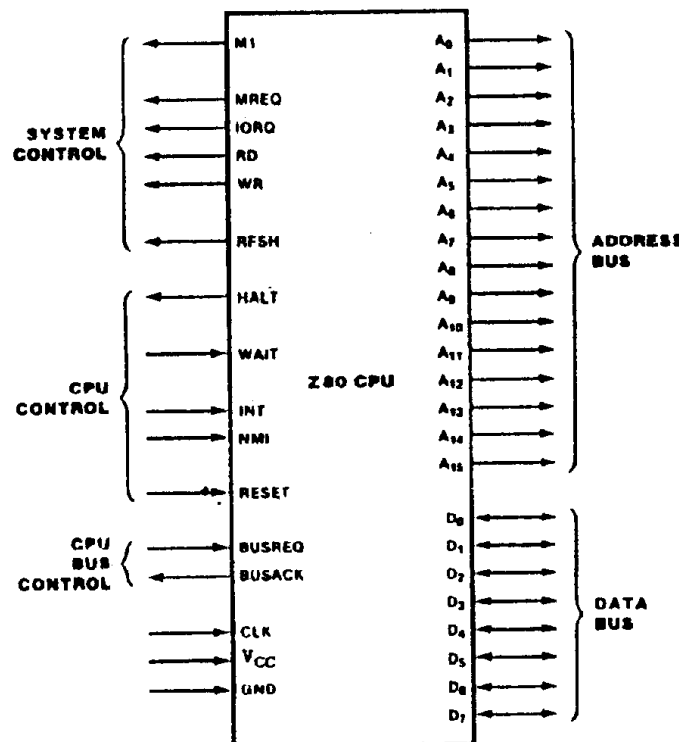 SYSTEM
CONTROL
M1
MREQ
IORQ
RD
WR
RFSH
CPU
CONTROL
HALT
WAIT
INT
NMI
RESET
CPU
BUS
CONTROL
BUSREQ
BUSACK
CLK
VCC
GND
Z80 CPU
A0
A1
A2
A3
A4
A5
A6
A7
A8
A9
A10
A11
A12
A13
A14
A15
ADDRESS
BUS
D0
D1
D2
D3
D4
D5
D6
D7
DATA
BUS